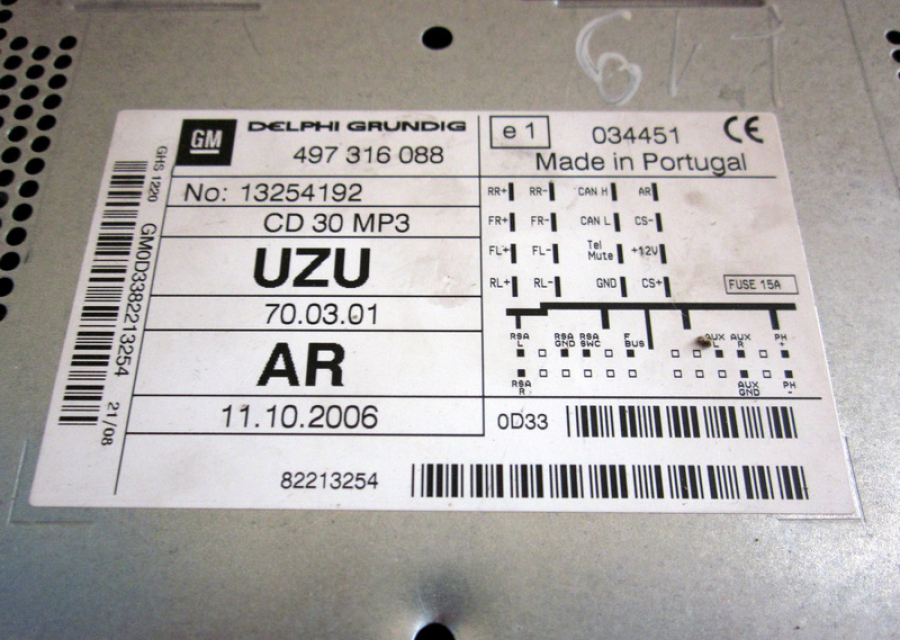 GM DELPHI GRUNDIG
497 316 088
No: 13254192
CD 30 MP3
UZU
70.03.01
AR
11.10.2006
82213254
GHS 1220
GM0D3382213254
21/08
e 1 034451 CE
Made in Portugal
RR+ RR- CAN H AR
FR+ FR- CAN L CS-
FL+ FL- Tel Mute +12V
RL+ RL- GND CS+
FUSE 15A
RSA L RSA GND RSA SWC F BUS AUX L AUX R PH +
RSA R AUX GND PH -
0D33